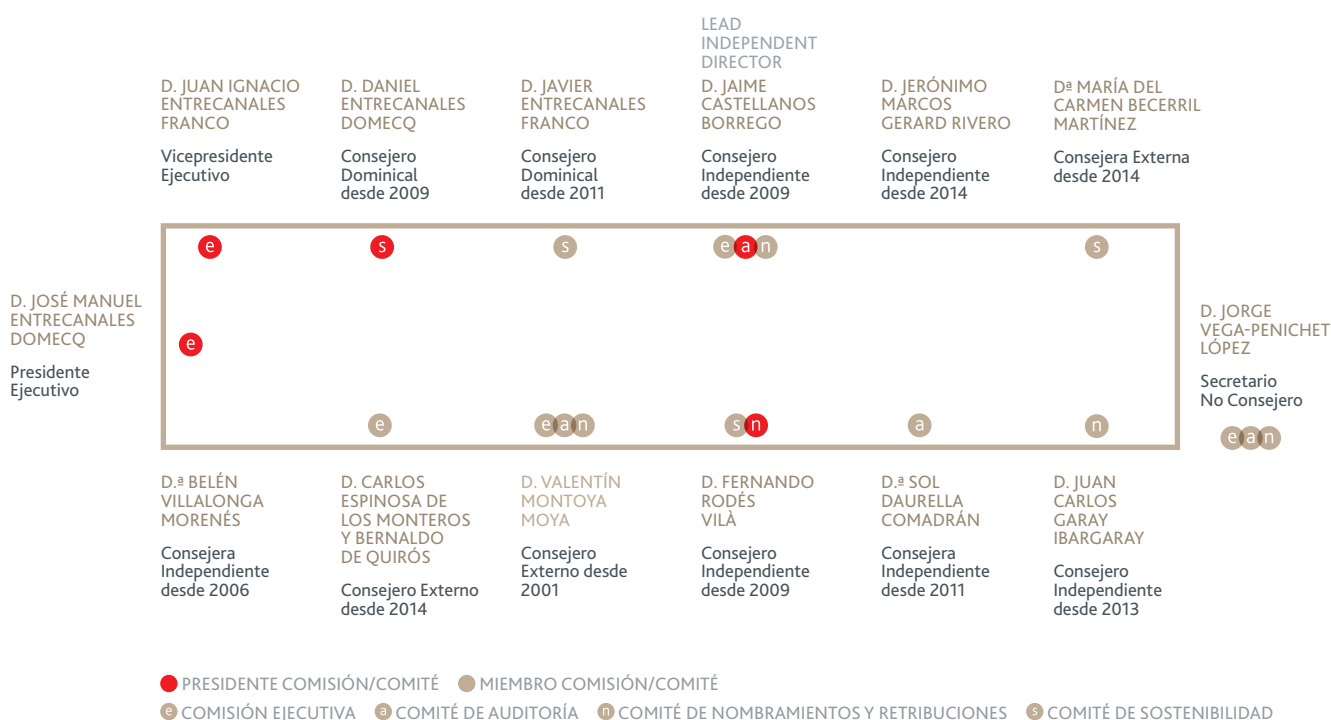 LEAD
INDEPENDENT
DIRECTOR
D. JUAN IGNACIO
ENTRECANALES
FRANCO
Vicepresidente
Ejecutivo
D. DANIEL
ENTRECANALES
DOMECQ
Consejero
Dominical
desde 2009
D. JAVIER
ENTRECANALES
FRANCO
Consejero
Dominical
desde 2011
D. JAIME
CASTELLANOS
BORREGO
Consejero
Independiente
desde 2009
D. JERÓNIMO
MARCOS
GERARD RIVERO
Consejero
Independiente
desde 2014
Dª MARÍA DEL
CARMEN BECERRIL
MARTÍNEZ
Consejera Externa
desde 2014
e
s
s
e a n
s
D. JOSÉ MANUEL
ENTRECANALES
DOMECQ
Presidente
Ejecutivo
e
D. JORGE
VEGA-PENICHET
LÓPEZ
Secretario
No Consejero
e a n
e
e a n
s n
a
n
D.ª BELÉN
VILLALONGA
MORENÉS
Consejera
Independiente
desde 2006
D. CARLOS
ESPINOSA DE
LOS MONTEROS
Y BERNALDO
DE QUIRÓS
Consejero Externo
desde 2014
D. VALENTÍN
MONTOYA
MOYA
Consejero
Externo desde
2001
D. FERNANDO
RODÉS
VILÀ
Consejero
Independiente
desde 2009
D.ª SOL
DAURELLA
COMADRÁN
Consejera
Independiente
desde 2011
D. JUAN
CARLOS
GARAY
IBARGARAY
Consejero
Independiente
desde 2013
PRESIDENTE COMISIÓN/COMITÉ MIEMBRO COMISIÓN/COMITÉ
e COMISIÓN EJECUTIVA a COMITÉ DE AUDITORÍA n COMITÉ DE NOMBRAMIENTOS Y RETRIBUCIONES s COMITÉ DE SOSTENIBILIDAD